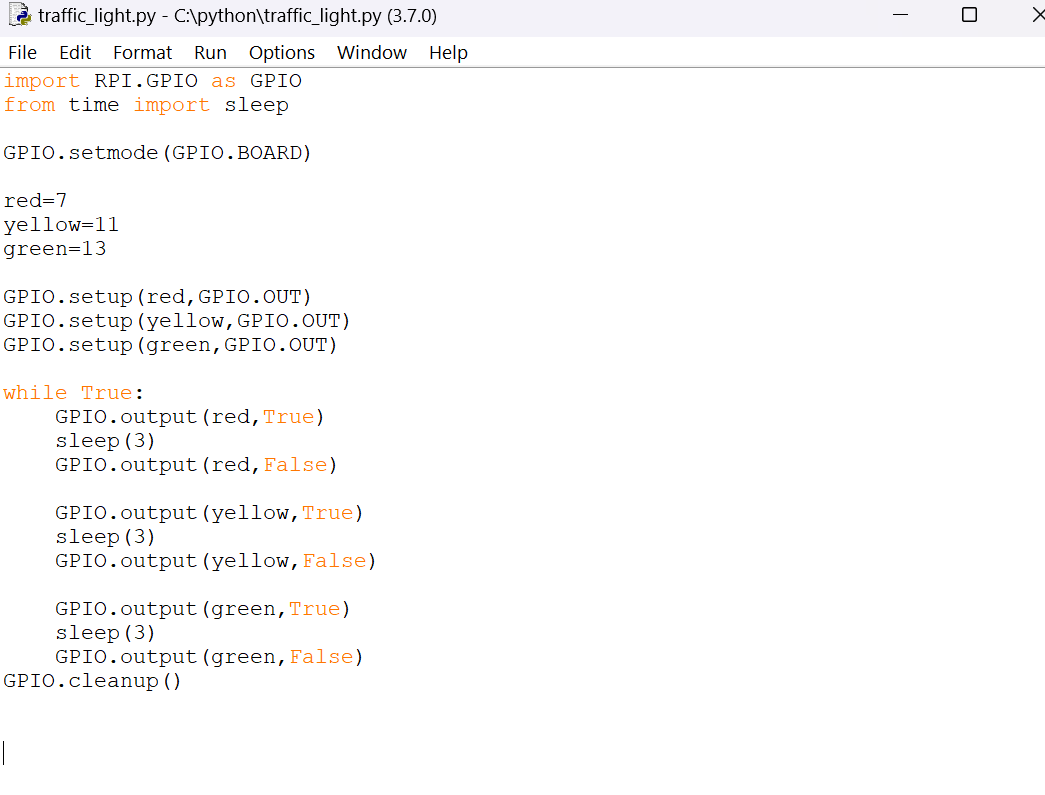 traffic_light.py - C:\python\traffic_light.py (3.7.0)
File Edit Format Run Options Window Help
import RPI.GPIO as GPIO
from time import sleep

GPIO.setmode(GPIO.BOARD)

red=7
yellow=11
green=13

GPIO.setup(red,GPIO.OUT)
GPIO.setup(yellow,GPIO.OUT)
GPIO.setup(green,GPIO.OUT)

while True:
    GPIO.output(red,True)
    sleep(3)
    GPIO.output(red,False)

    GPIO.output(yellow,True)
    sleep(3)
    GPIO.output(yellow,False)

    GPIO.output(green,True)
    sleep(3)
    GPIO.output(green,False)
GPIO.cleanup()